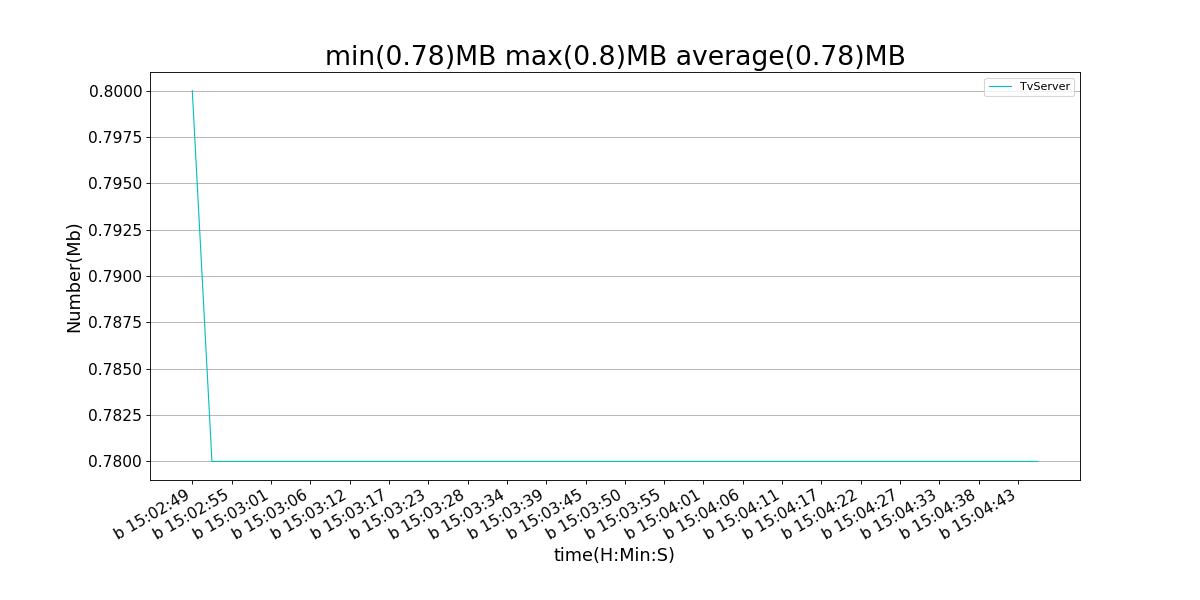 min(0.78)MB max(0.8)MB average(0.78)MB
TvServer
0.8000
0.7975
0.7950
0.7925
0.7900
0.7875
0.7850
0.7825
0.7800
Number(Mb)
b 15:02:49
b 15:02:55
b 15:03:01
b 15:03:06
b 15:03:12
b 15:03:17
b 15:03:23
b 15:03:28
b 15:03:34
b 15:03:39
b 15:03:45
b 15:03:50
b 15:03:55
b 15:04:01
b 15:04:06
b 15:04:11
b 15:04:17
b 15:04:22
b 15:04:27
b 15:04:33
b 15:04:38
b 15:04:43
time(H:Min:S)